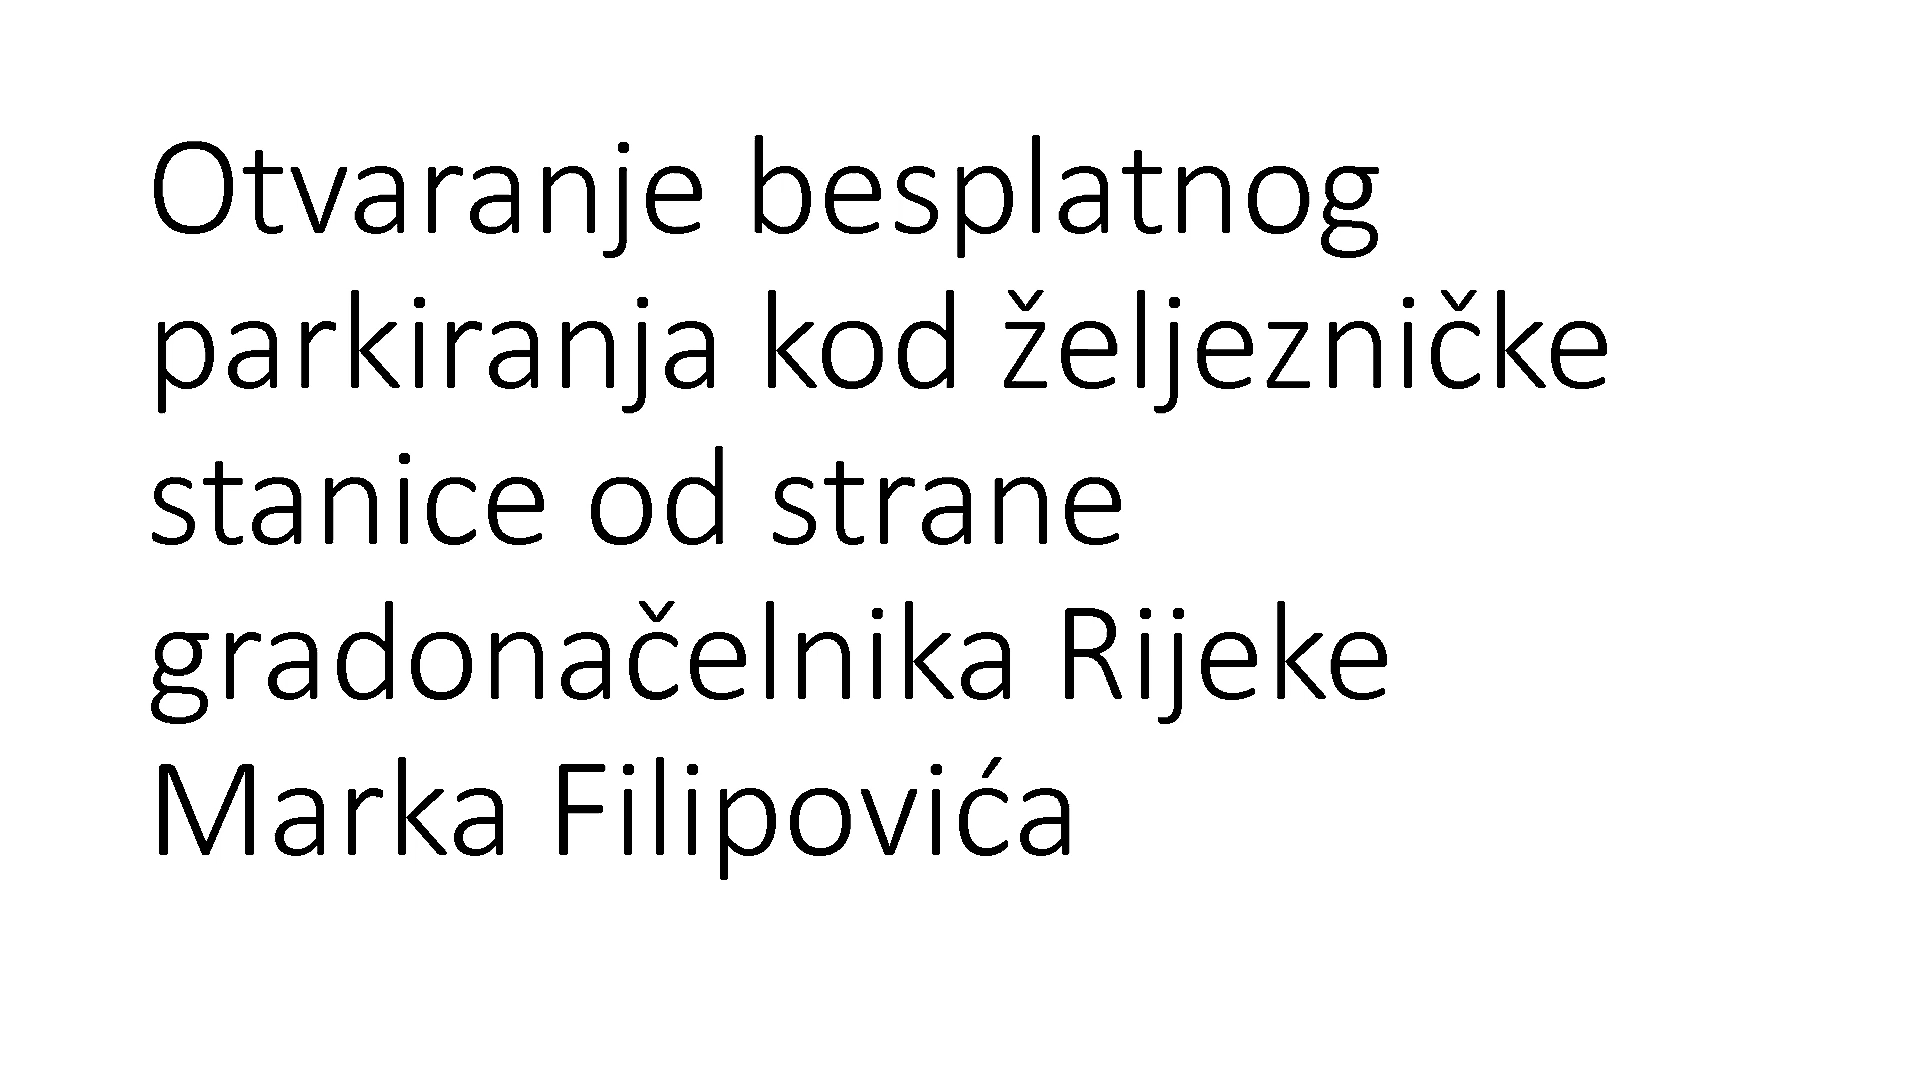 Otvaranje besplatnog
parkiranja kod željezničke
stanice od strane
gradonačelnika Rijeke
Marka Filipovića